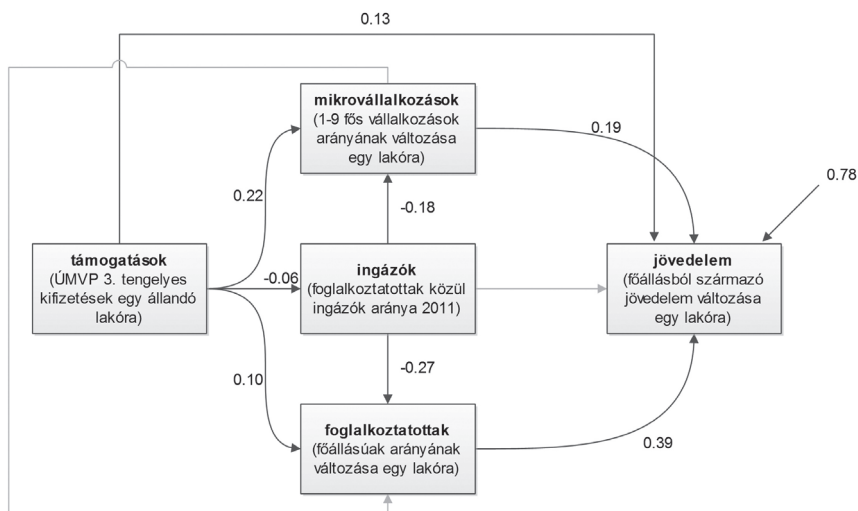 0.13
mikrovállalkozások
(1-9 fős vállalkozások
arányának változása
egy lakóra)
0.19
0.78
0.22
-0.18
támogatások
(ÚMVP 3. tengelyes
kifizetések egy állandó
lakóra)
-0.06
ingázók
(foglalkoztatottak közül
ingázók aránya 2011)
jövedelem
(főállásból származó
jövedelem változása
egy lakóra)
0.10
-0.27
foglalkoztatottak
(főállásúak arányának
változása egy lakóra)
0.39